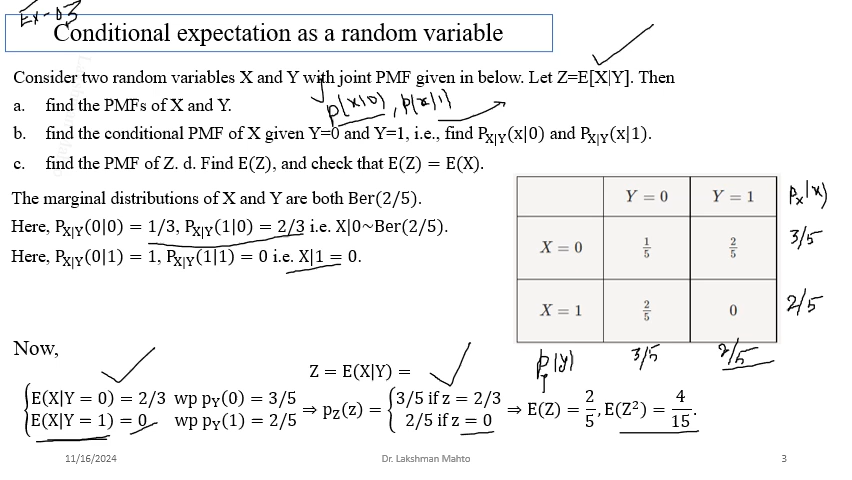 Ex-03
Conditional expectation as a random variable
Consider two random variables X and Y with joint PMF given in below. Let Z=E[X|Y]. Then
a. find the PMFs of X and Y.
p(x|0), p(x|1)
b. find the conditional PMF of X given Y=0 and Y=1, i.e., find P_X|Y(x|0) and P_X|Y(x|1).
c. find the PMF of Z. d. Find E(Z), and check that E(Z) = E(X).
The marginal distributions of X and Y are both Ber(2/5).
Here, P_X|Y(0|0) = 1/3, P_X|Y(1|0) = 2/3 i.e. X|0~Ber(2/5).
Here, P_X|Y(0|1) = 1, P_X|Y(1|1) = 0 i.e. X|1 = 0.
Y = 0 Y = 1 P_X(x)
X = 0 1/5 2/5 3/5
X = 1 2/5 0 2/5
P_Y(y) 3/5 2/5
Now,
Z = E(X|Y) =
{E(X|Y = 0) = 2/3 wp p_Y(0) = 3/5
E(X|Y = 1) = 0 wp p_Y(1) = 2/5
⇒ p_Z(z) = {3/5 if z = 2/3
2/5 if z = 0
⇒ E(Z) = 2/5, E(Z²) = 4/15.
11/16/2024 Dr. Lakshman Mahto 3